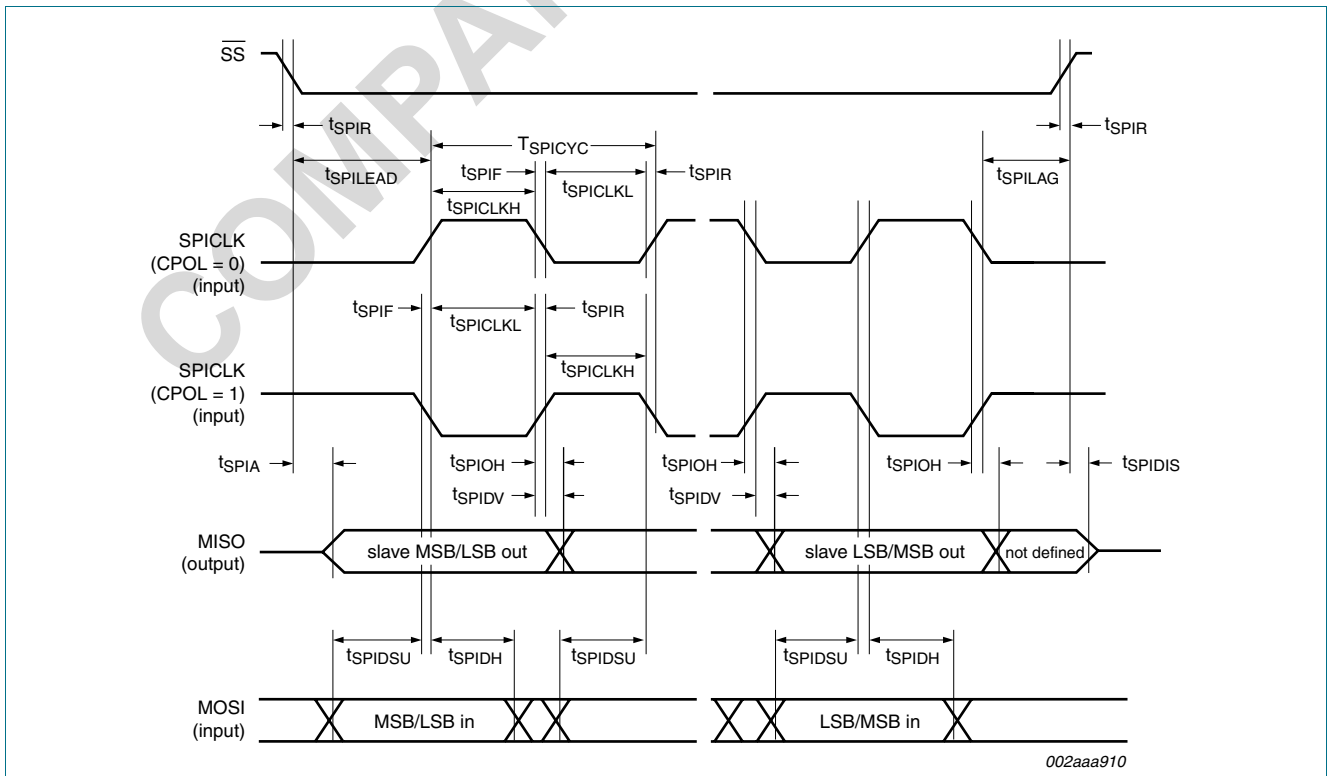 COMPAN
SS
tSPIR
tSPIR
TSPICYC
tSPILEAD
tSPIF
tSPICLKL
tSPIR
tSPILAG
tSPICLKH
SPICLK
(CPOL = 0)
(input)
tSPIF
tSPICLKL
tSPIR
SPICLK
(CPOL = 1)
(input)
tSPICLKH
tSPIA
tSPIOH
tSPIOH
tSPIOH
tSPIDIS
tSPIDV
tSPIDV
MISO
(output)
slave MSB/LSB out
slave LSB/MSB out
not defined
tSPIDSU
tSPIDH
tSPIDSU
tSPIDSU
tSPIDH
MOSI
(input)
MSB/LSB in
LSB/MSB in
002aaa910